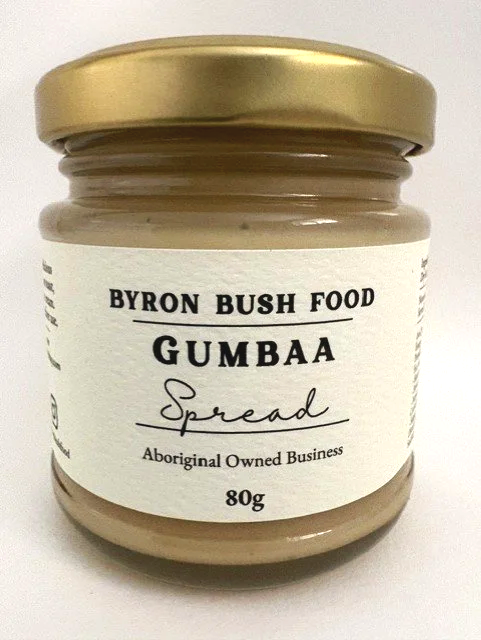 BYRON BUSH FOOD
GUMBAA
Spread
Aboriginal Owned Business
80g